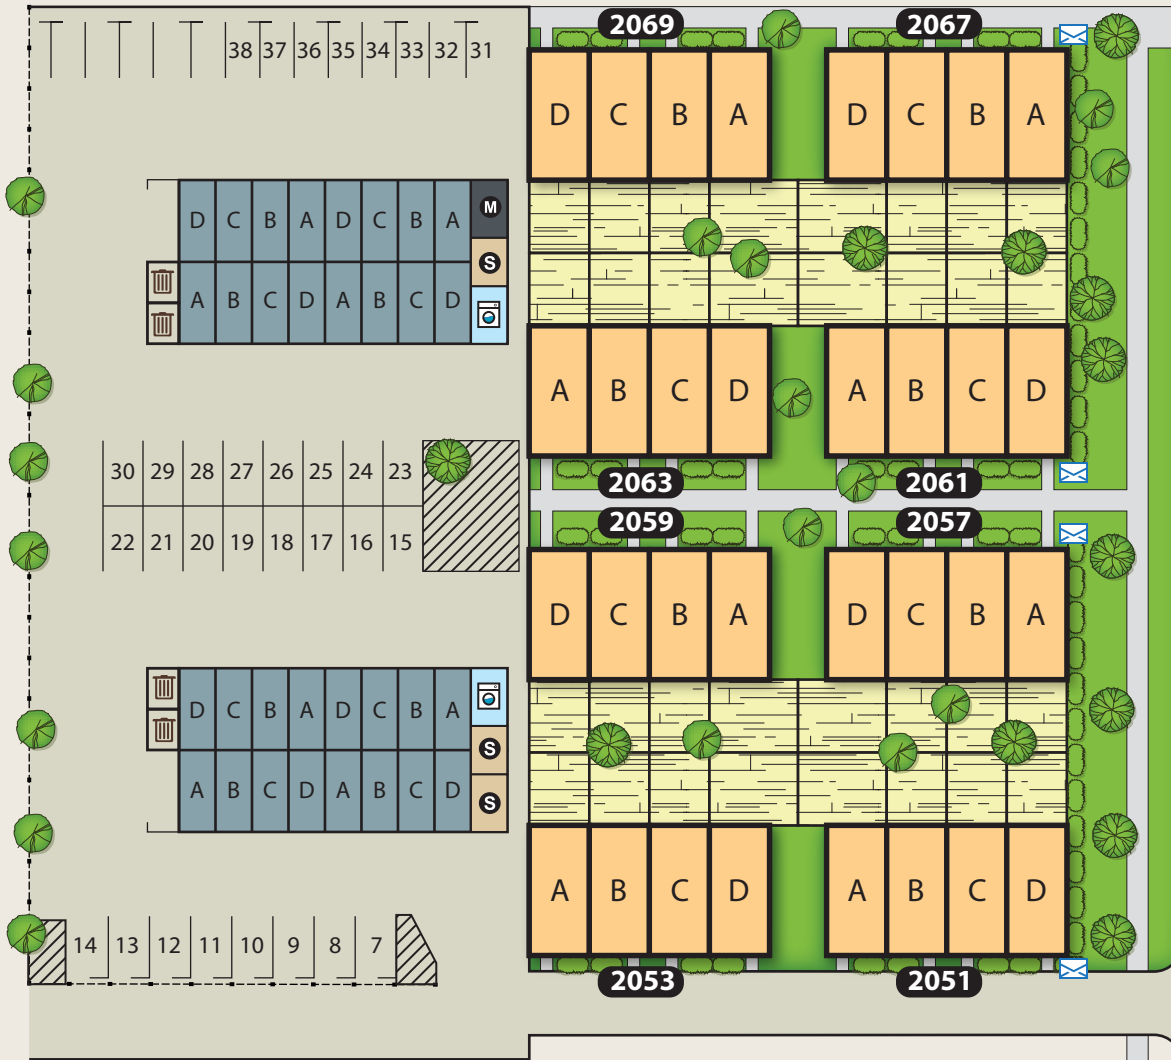 2069 2067
38 37 36 35 34 33 32 31
D C B A D C B A
D C B A D C B A M
S
A B C D A B C D
A B C D A B C D
30 29 28 27 26 25 24 23
2063 2061
22 21 20 19 18 17 16 15
2059 2057
D C B A D C B A
D C B A D C B A
S
A B C D A B C D S
A B C D A B C D
14 13 12 11 10 9 8 7
2053 2051